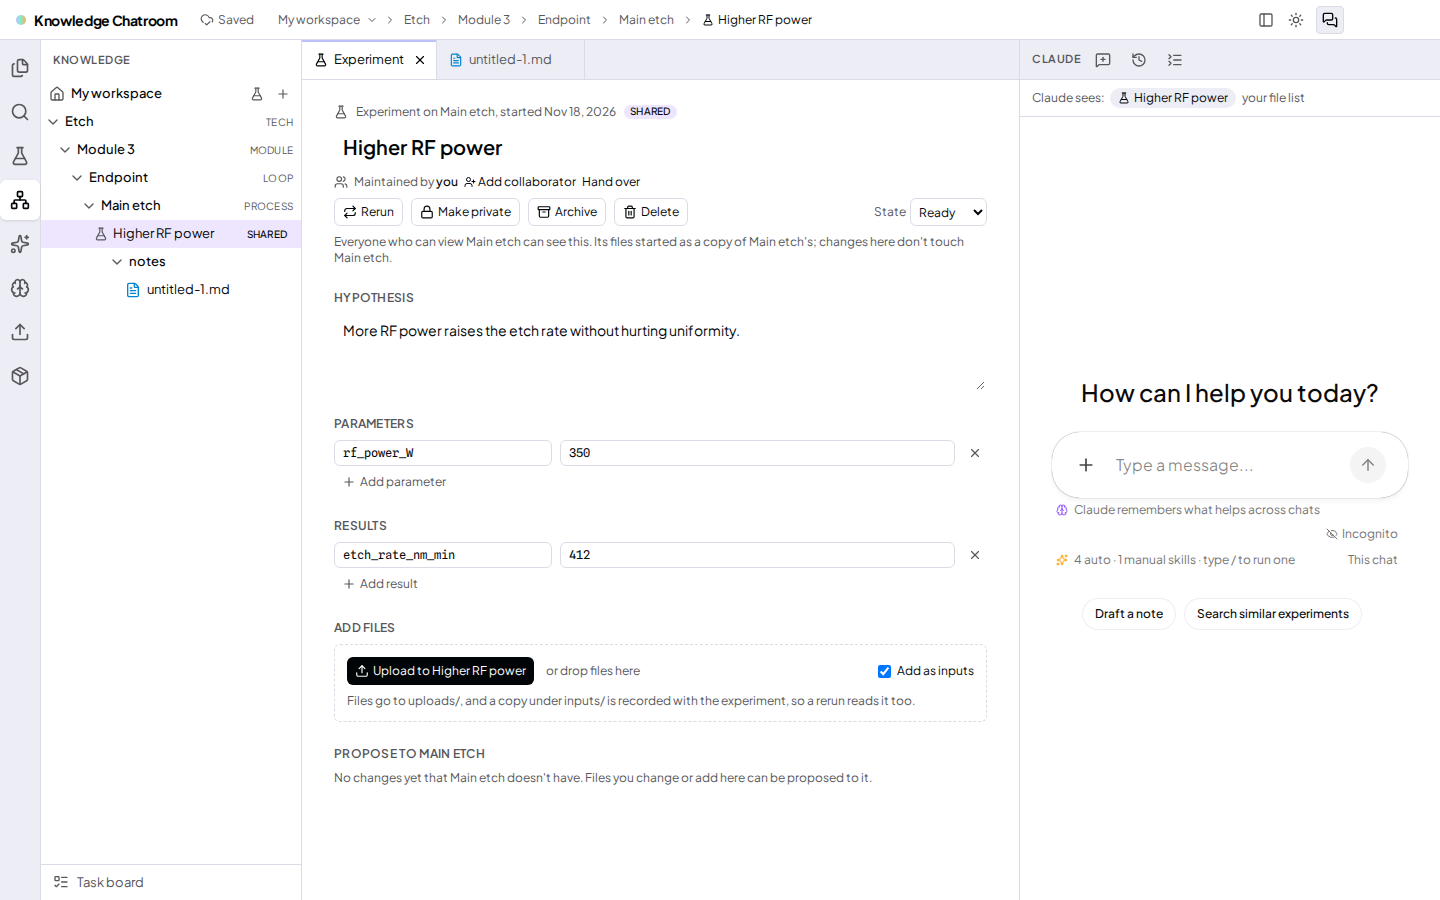 Knowledge Chatroom
Saved
My workspace > Etch > Module 3 > Endpoint > Main etch > Higher RF power
KNOWLEDGE
My workspace
Etch TECH
Module 3 MODULE
Endpoint LOOP
Main etch PROCESS
Higher RF power SHARED
notes
untitled-1.md
Task board
Experiment
untitled-1.md
Experiment on Main etch, started Nov 18, 2026 SHARED
Higher RF power
Maintained by you Add collaborator Hand over
Rerun Make private Archive Delete State Ready
Everyone who can view Main etch can see this. Its files started as a copy of Main etch's; changes here don't touch
Main etch.
HYPOTHESIS
More RF power raises the etch rate without hurting uniformity.
PARAMETERS
rf_power_W 350
Add parameter
RESULTS
etch_rate_nm_min 412
Add result
ADD FILES
Upload to Higher RF power or drop files here Add as inputs
Files go to uploads/, and a copy under inputs/ is recorded with the experiment, so a rerun reads it too.
PROPOSE TO MAIN ETCH
No changes yet that Main etch doesn't have. Files you change or add here can be proposed to it.
CLAUDE
Claude sees: Higher RF power your file list
How can I help you today?
Type a message...
Claude remembers what helps across chats
Incognito
4 auto · 1 manual skills · type / to run one This chat
Draft a note Search similar experiments